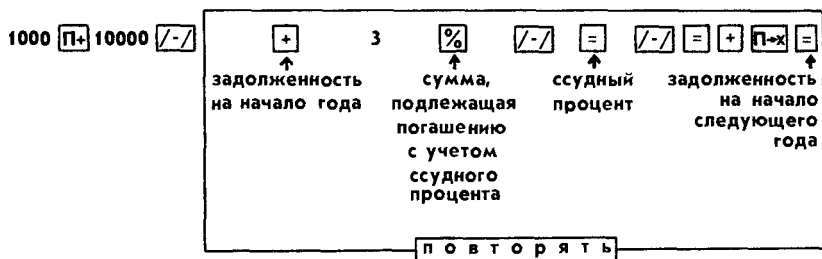 1000 П+ 10000 /-/ + 3 % /-/ = /-/ = + П→х =
задолженность на начало года
сумма, подлежащая погашению с учетом ссудного процента
ссудный процент
задолженность на начало следующего года
повторять